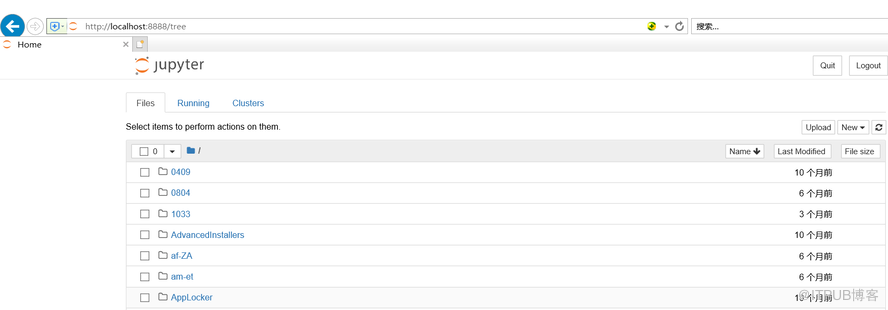 http://localhost:8888/tree
搜索...
Home
jupyter
Quit
Logout
Files
Running
Clusters
Select items to perform actions on them.
Upload
New
0
/
Name
Last Modified
File size
0409
10 个月前
0804
6 个月前
1033
3 个月前
AdvancedInstallers
10 个月前
af-ZA
6 个月前
am-et
6 个月前
AppLocker
个月前
@ITPUB博客